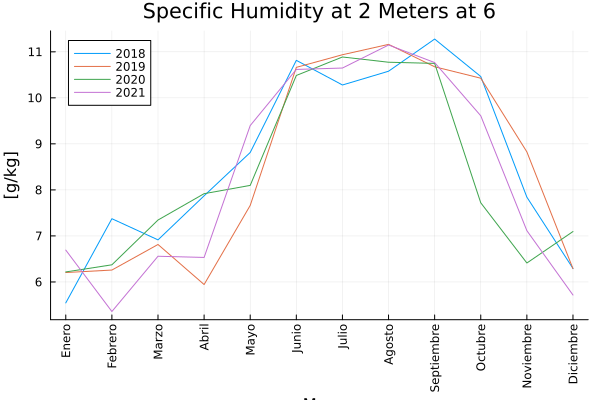 Specific Humidity at 2 Meters at 6
[g/kg]
11
10
9
8
7
6
2018
2019
2020
2021
Enero
Febrero
Marzo
Abril
Mayo
Junio
Julio
Agosto
Septiembre
Octubre
Noviembre
Diciembre